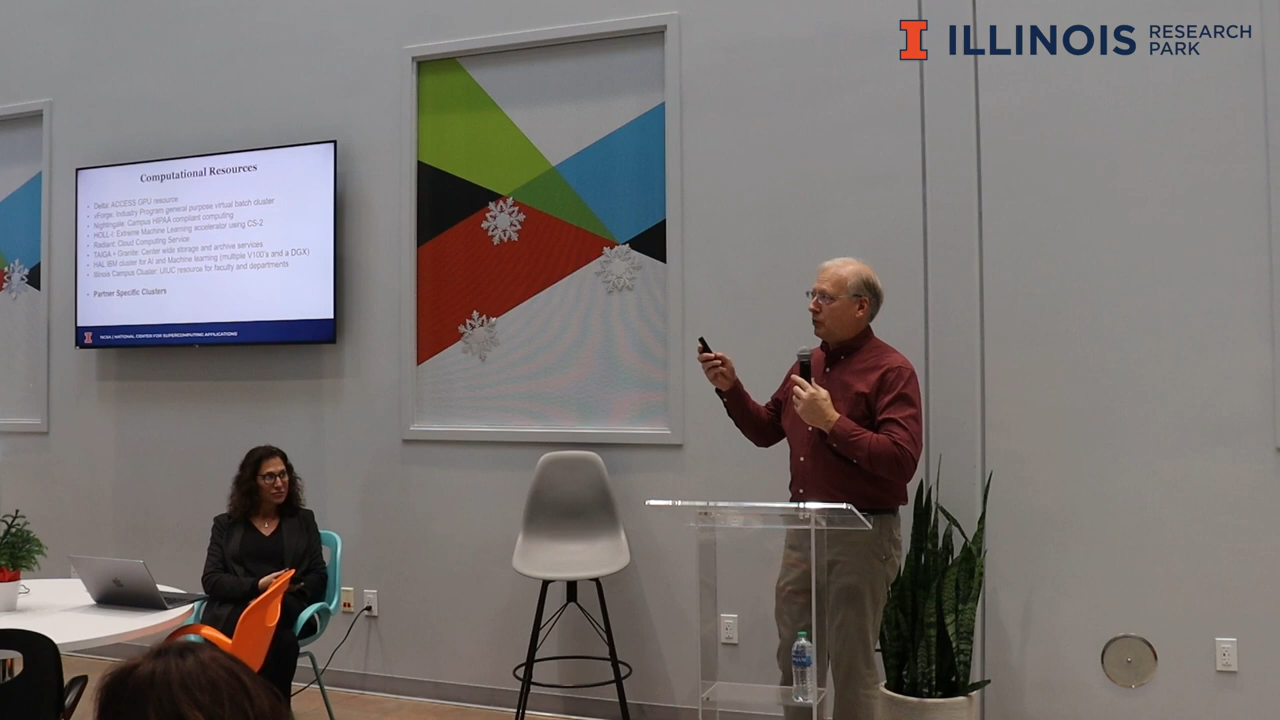 ILLINOIS RESEARCH PARK
Computational Resources
• Delta: ACCESS GPU resource
• vForge: Industry Program general purpose virtual batch cluster
• Nightingale: Campus HIPAA compliant computing
• HOLL-I: Extreme Machine Learning accelerator using CS-2
• Radiant: Cloud Computing Service
• TAIGA + Granite: Center wide storage and archive services
• HAL IBM cluster for AI and Machine learning (multiple V100's and a DGX)
• Illinois Campus Cluster: UIUC resource for faculty and departments
• Partner Specific Clusters
NCSA | NATIONAL CENTER FOR SUPERCOMPUTING APPLICATIONS